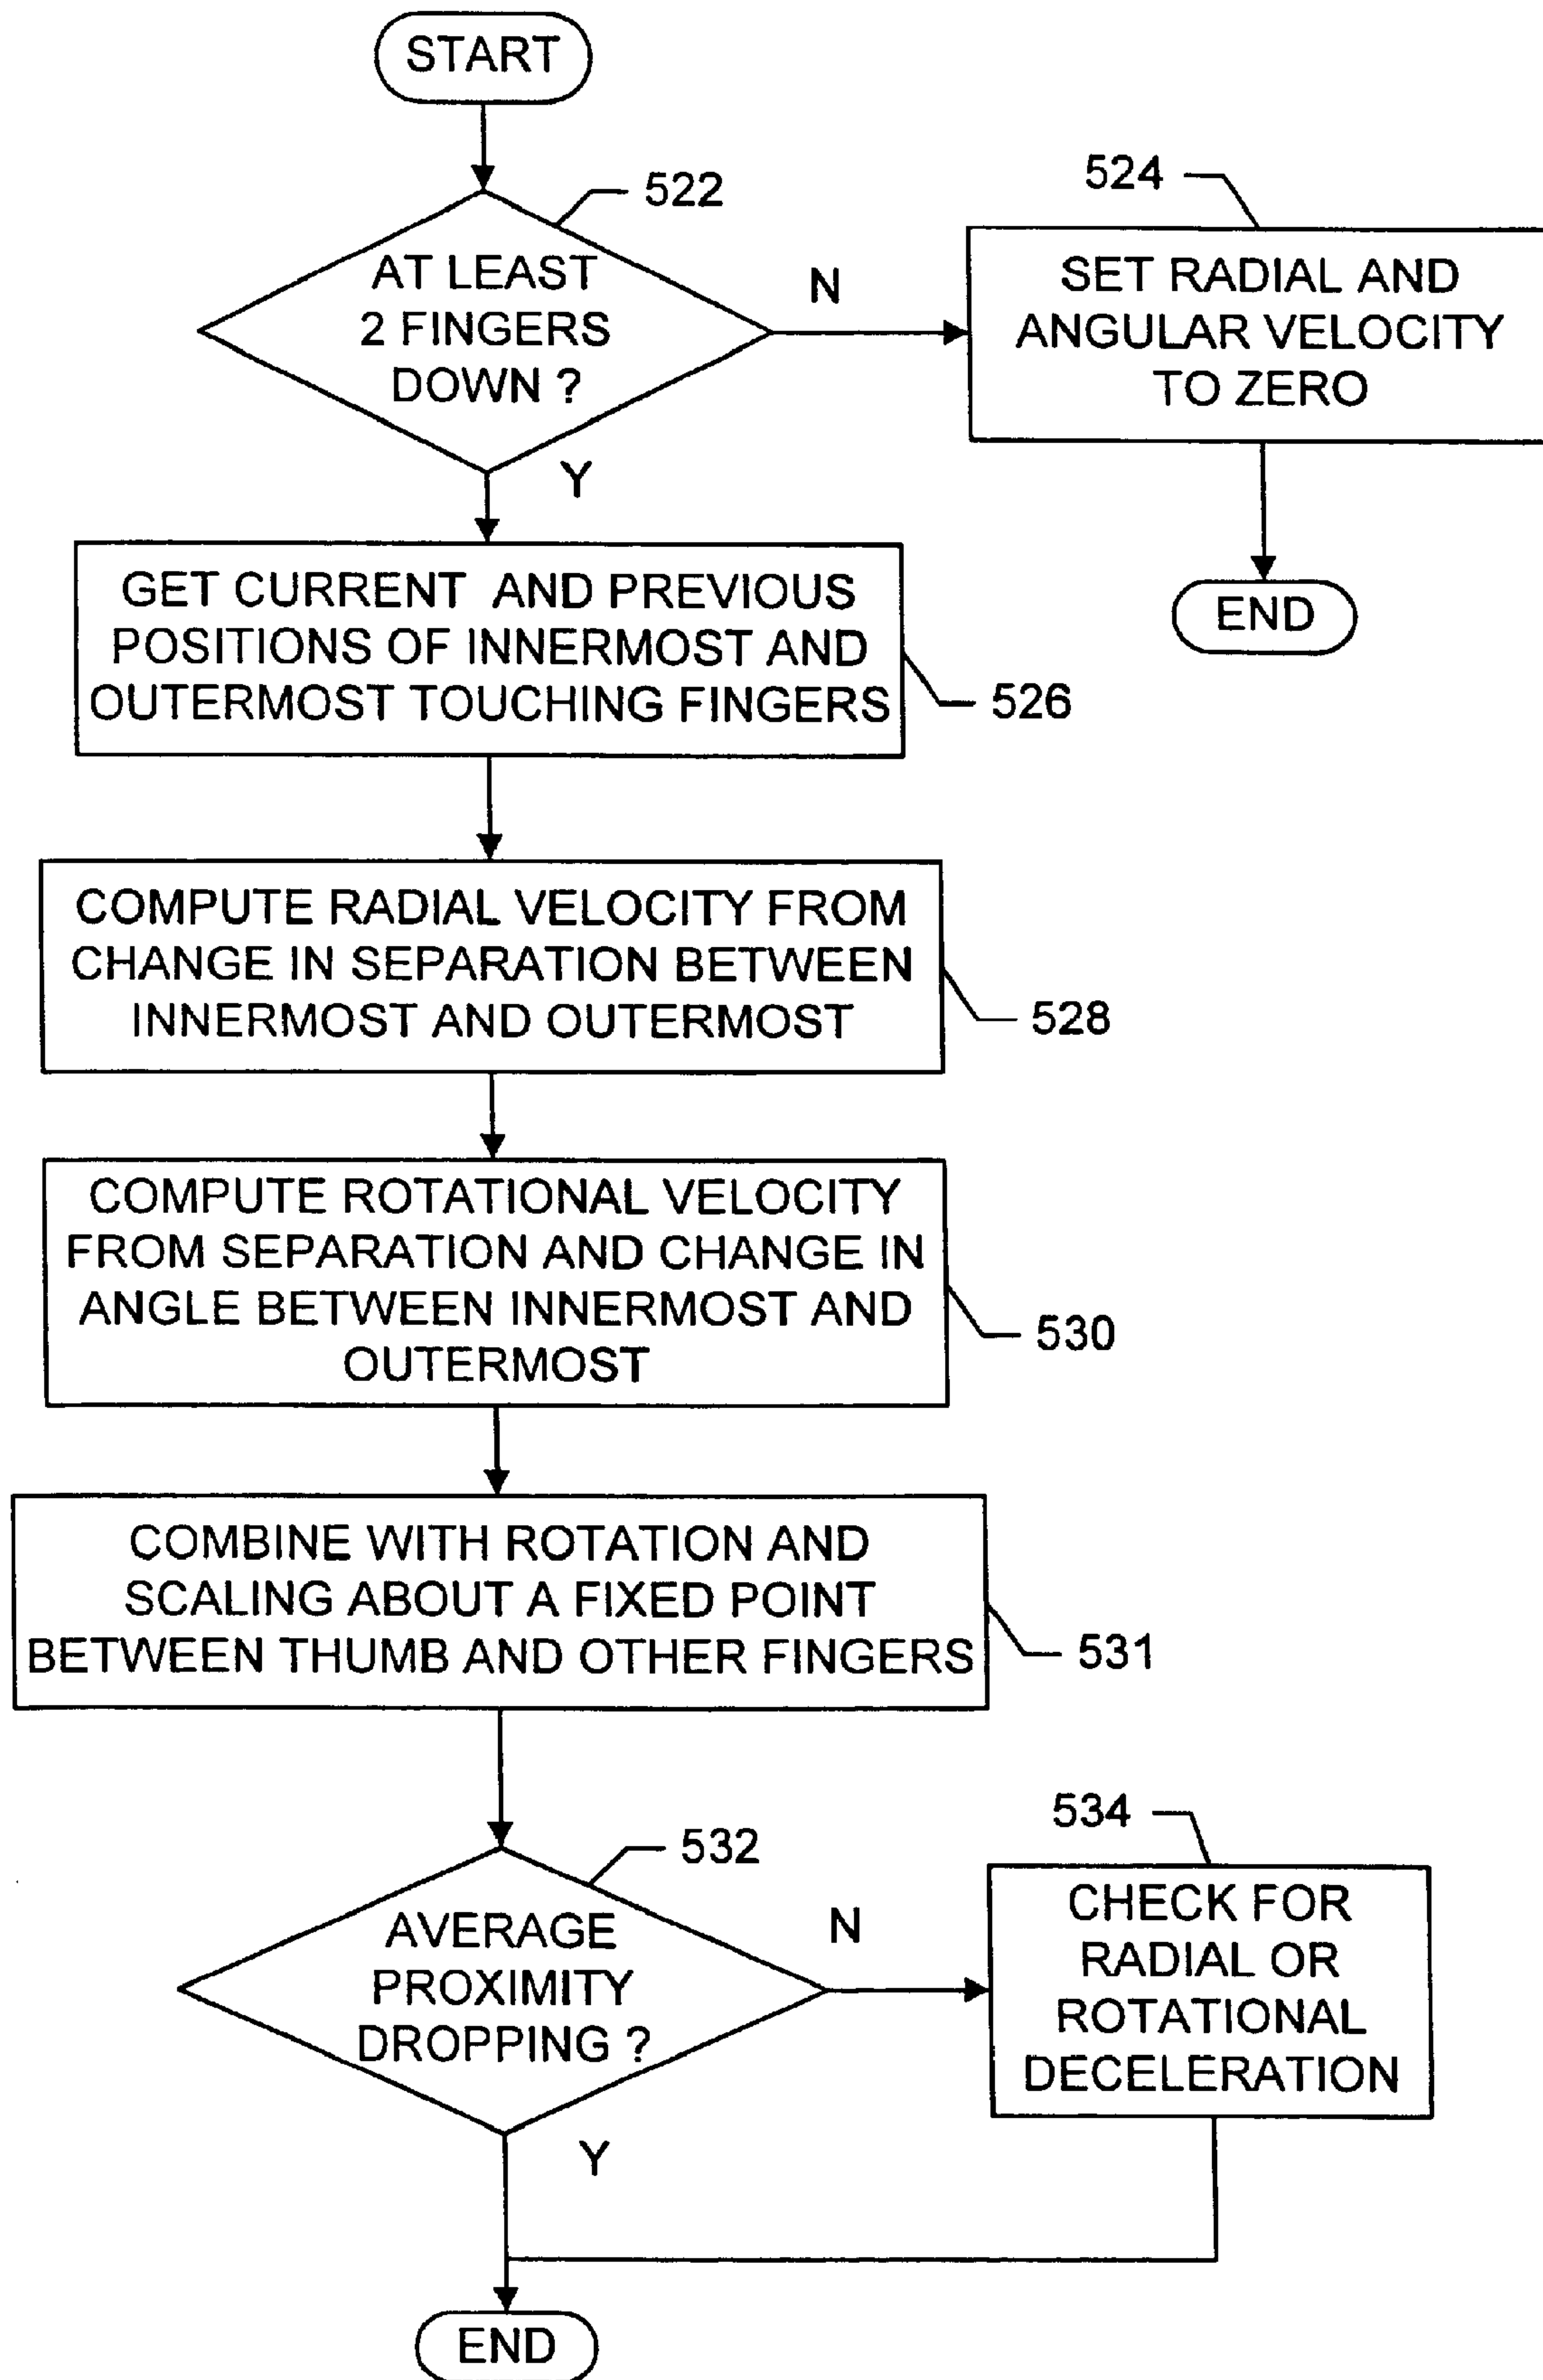 START
522
AT LEAST
2 FINGERS
DOWN ?
N
524
SET RADIAL AND
ANGULAR VELOCITY
TO ZERO
END
Y
GET CURRENT AND PREVIOUS
POSITIONS OF INNERMOST AND
OUTERMOST TOUCHING FINGERS
526
COMPUTE RADIAL VELOCITY FROM
CHANGE IN SEPARATION BETWEEN
INNERMOST AND OUTERMOST
528
COMPUTE ROTATIONAL VELOCITY
FROM SEPARATION AND CHANGE IN
ANGLE BETWEEN INNERMOST AND
OUTERMOST
530
COMBINE WITH ROTATION AND
SCALING ABOUT A FIXED POINT
BETWEEN THUMB AND OTHER FINGERS
531
532
AVERAGE
PROXIMITY
DROPPING ?
N
534
CHECK FOR
RADIAL OR
ROTATIONAL
DECELERATION
Y
END